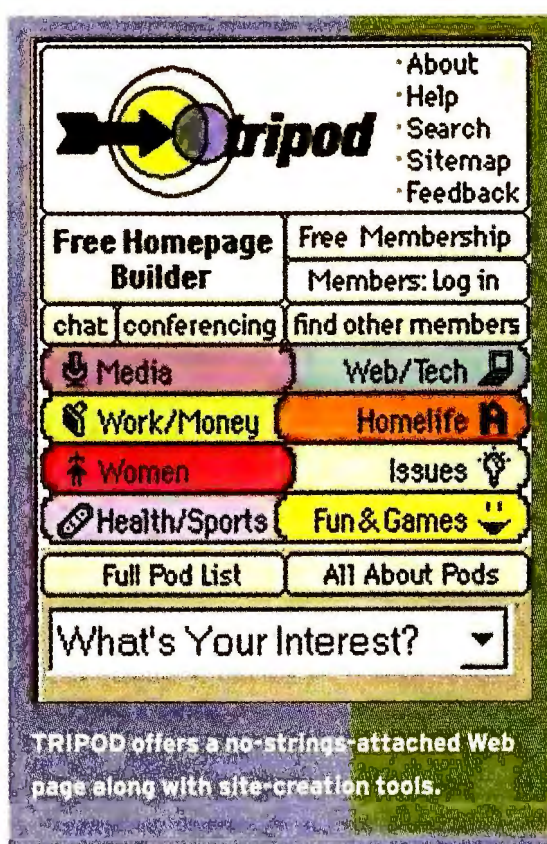 tripod
·About
·Help
·Search
·Sitemap
·Feedback
Free Homepage
Builder
Free Membership
Members: Log in
chat
conferencing
find other members
Media
Web/Tech
Work/Money
Homelife
Women
Issues
Health/Sports
Fun & Games
Full Pod List
All About Pods
What's Your Interest?
TRIPOD offers a no-strings-attached Web
page along with site-creation tools.